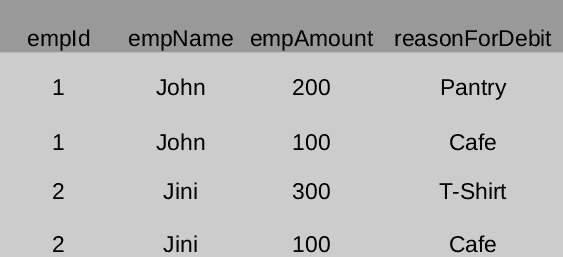 empId empName empAmount reasonForDebit
1 John 200 Pantry
1 John 100 Cafe
2 Jini 300 T-Shirt
2 Jini 100 Cafe